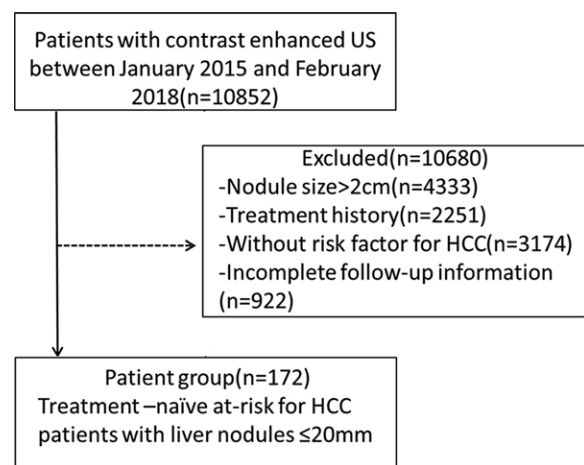 Patients with contrast enhanced US
between January 2015 and February
2018(n=10852)
Excluded(n=10680)
-Nodule size>2cm(n=4333)
-Treatment history(n=2251)
-Without risk factor for HCC(n=3174)
-Incomplete follow-up information
(n=922)
Patient group(n=172)
Treatment –naïve at-risk for HCC
patients with liver nodules ≤20mm